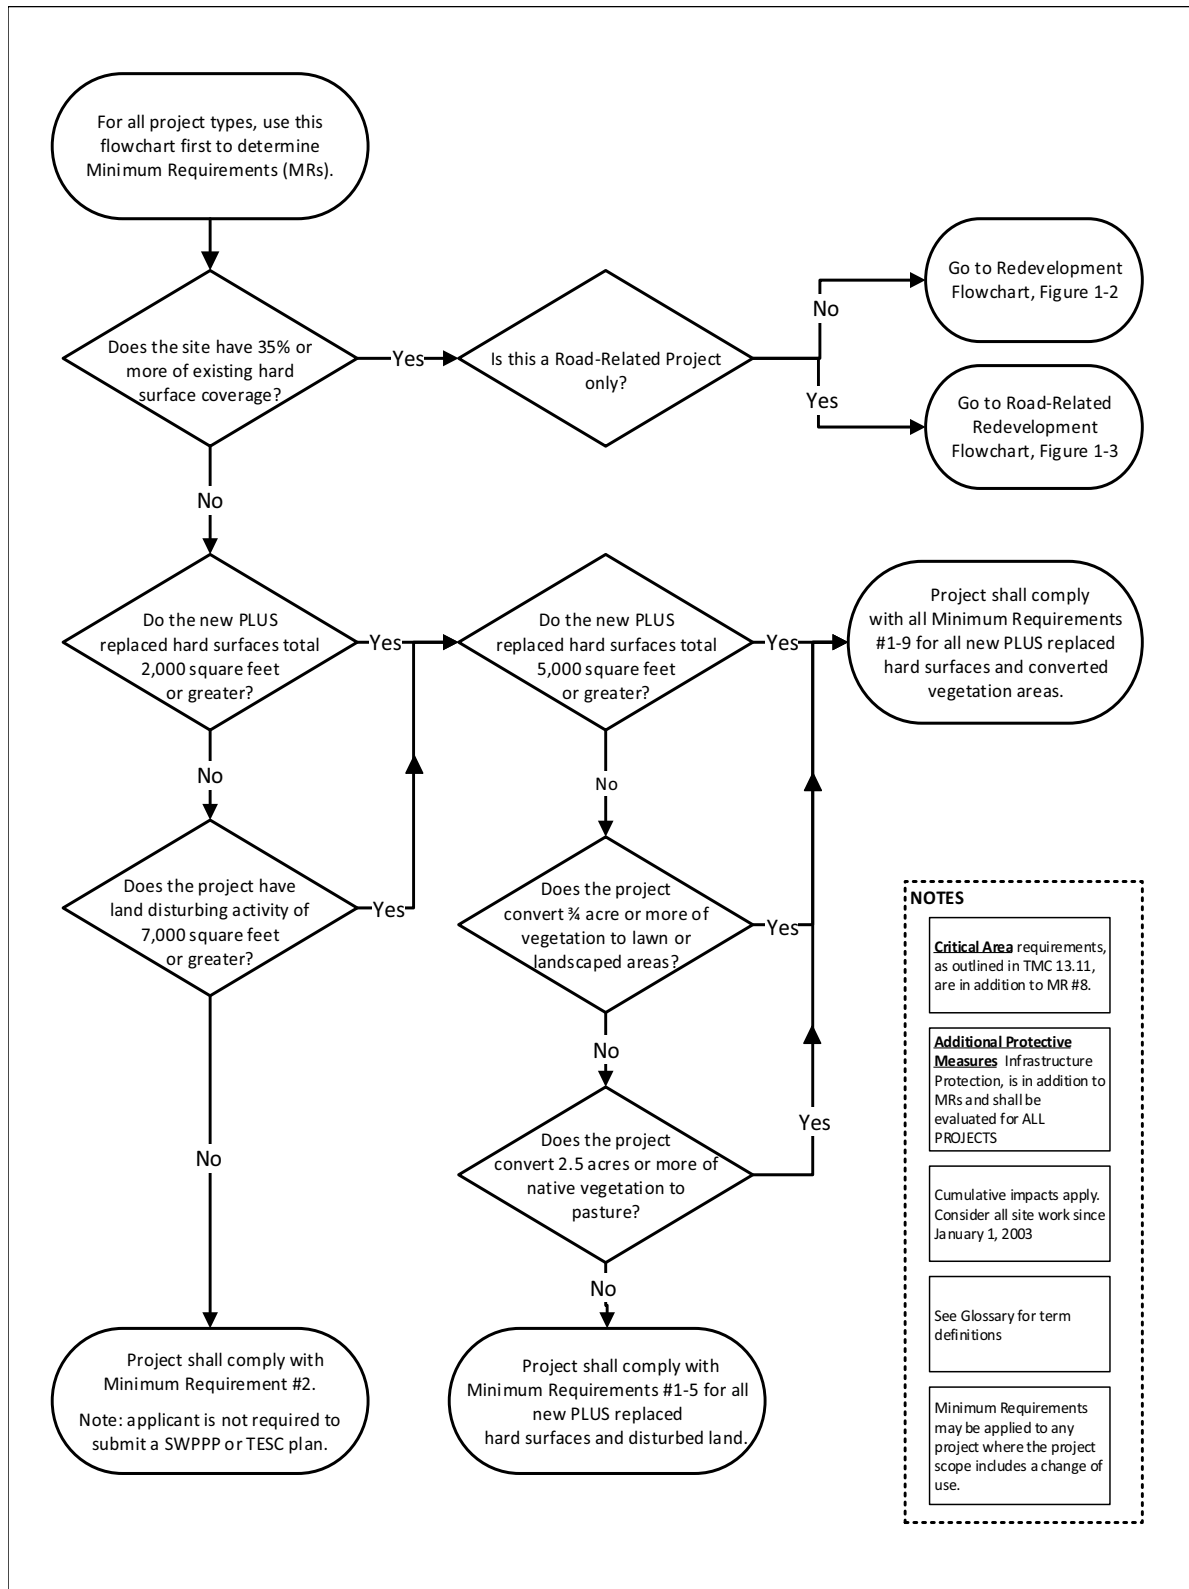 For all project types, use this
flowchart first to determine
Minimum Requirements (MRs).
Does the site have 35% or
more of existing hard
surface coverage?
Yes
Is this a Road-Related Project
only?
No
Go to Redevelopment
Flowchart, Figure 1-2
Yes
Go to Road-Related
Redevelopment
Flowchart, Figure 1-3
No
Do the new PLUS
replaced hard surfaces total
2,000 square feet
or greater?
Yes
Do the new PLUS
replaced hard surfaces total
5,000 square feet
or greater?
Yes
Project shall comply
with all Minimum Requirements
#1-9 for all new PLUS replaced
hard surfaces and converted
vegetation areas.
No
No
Does the project have
land disturbing activity of
7,000 square feet
or greater?
Yes
Does the project
convert ¾ acre or more of
vegetation to lawn or
landscaped areas?
Yes
No
No
Does the project
convert 2.5 acres or more of
native vegetation to
pasture?
Yes
No
Project shall comply with
Minimum Requirement #2.
Note: applicant is not required to
submit a SWPPP or TESC plan.
Project shall comply with
Minimum Requirements #1-5 for all
new PLUS replaced
hard surfaces and disturbed land.
NOTES
Critical Area requirements,
as outlined in TMC 13.11,
are in addition to MR #8.
Additional Protective
Measures Infrastructure
Protection, is in addition to
MRs and shall be
evaluated for ALL
PROJECTS
Cumulative impacts apply.
Consider all site work since
January 1, 2003
See Glossary for term
definitions
Minimum Requirements
may be applied to any
project where the project
scope includes a change of
use.